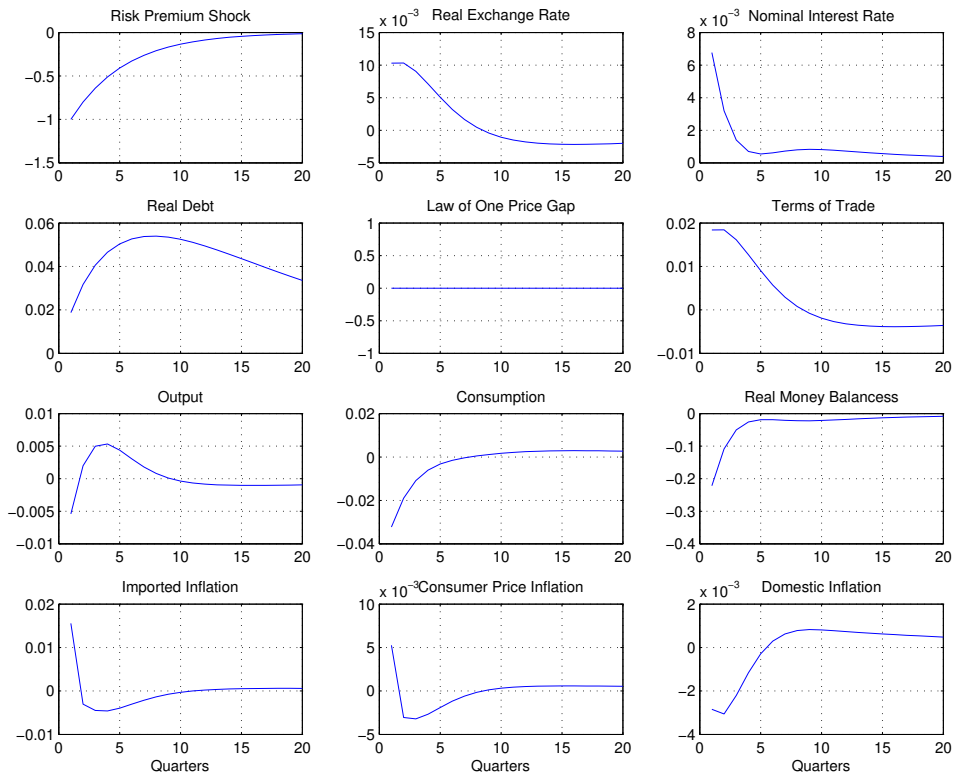 Risk Premium Shock
0
−0.5
−1
−1.5
0 5 10 15 20
Real Exchange Rate
x 10−3
15
10
5
0
−5
0 5 10 15 20
Nominal Interest Rate
x 10−3
8
6
4
2
0
0 5 10 15 20
Real Debt
0.06
0.04
0.02
0
0 5 10 15 20
Law of One Price Gap
1
0.5
0
−0.5
−1
0 5 10 15 20
Terms of Trade
0.02
0.01
0
−0.01
0 5 10 15 20
Output
0.01
0.005
0
−0.005
−0.01
0 5 10 15 20
Consumption
0.02
0
−0.02
−0.04
0 5 10 15 20
Real Money Balancess
0
−0.1
−0.2
−0.3
−0.4
0 5 10 15 20
Imported Inflation
0.02
0.01
0
−0.01
0 5 10 15 20
Quarters
Consumer Price Inflation
x 10−3
10
5
0
−5
0 5 10 15 20
Quarters
Domestic Inflation
x 10−3
2
0
−2
−4
0 5 10 15 20
Quarters